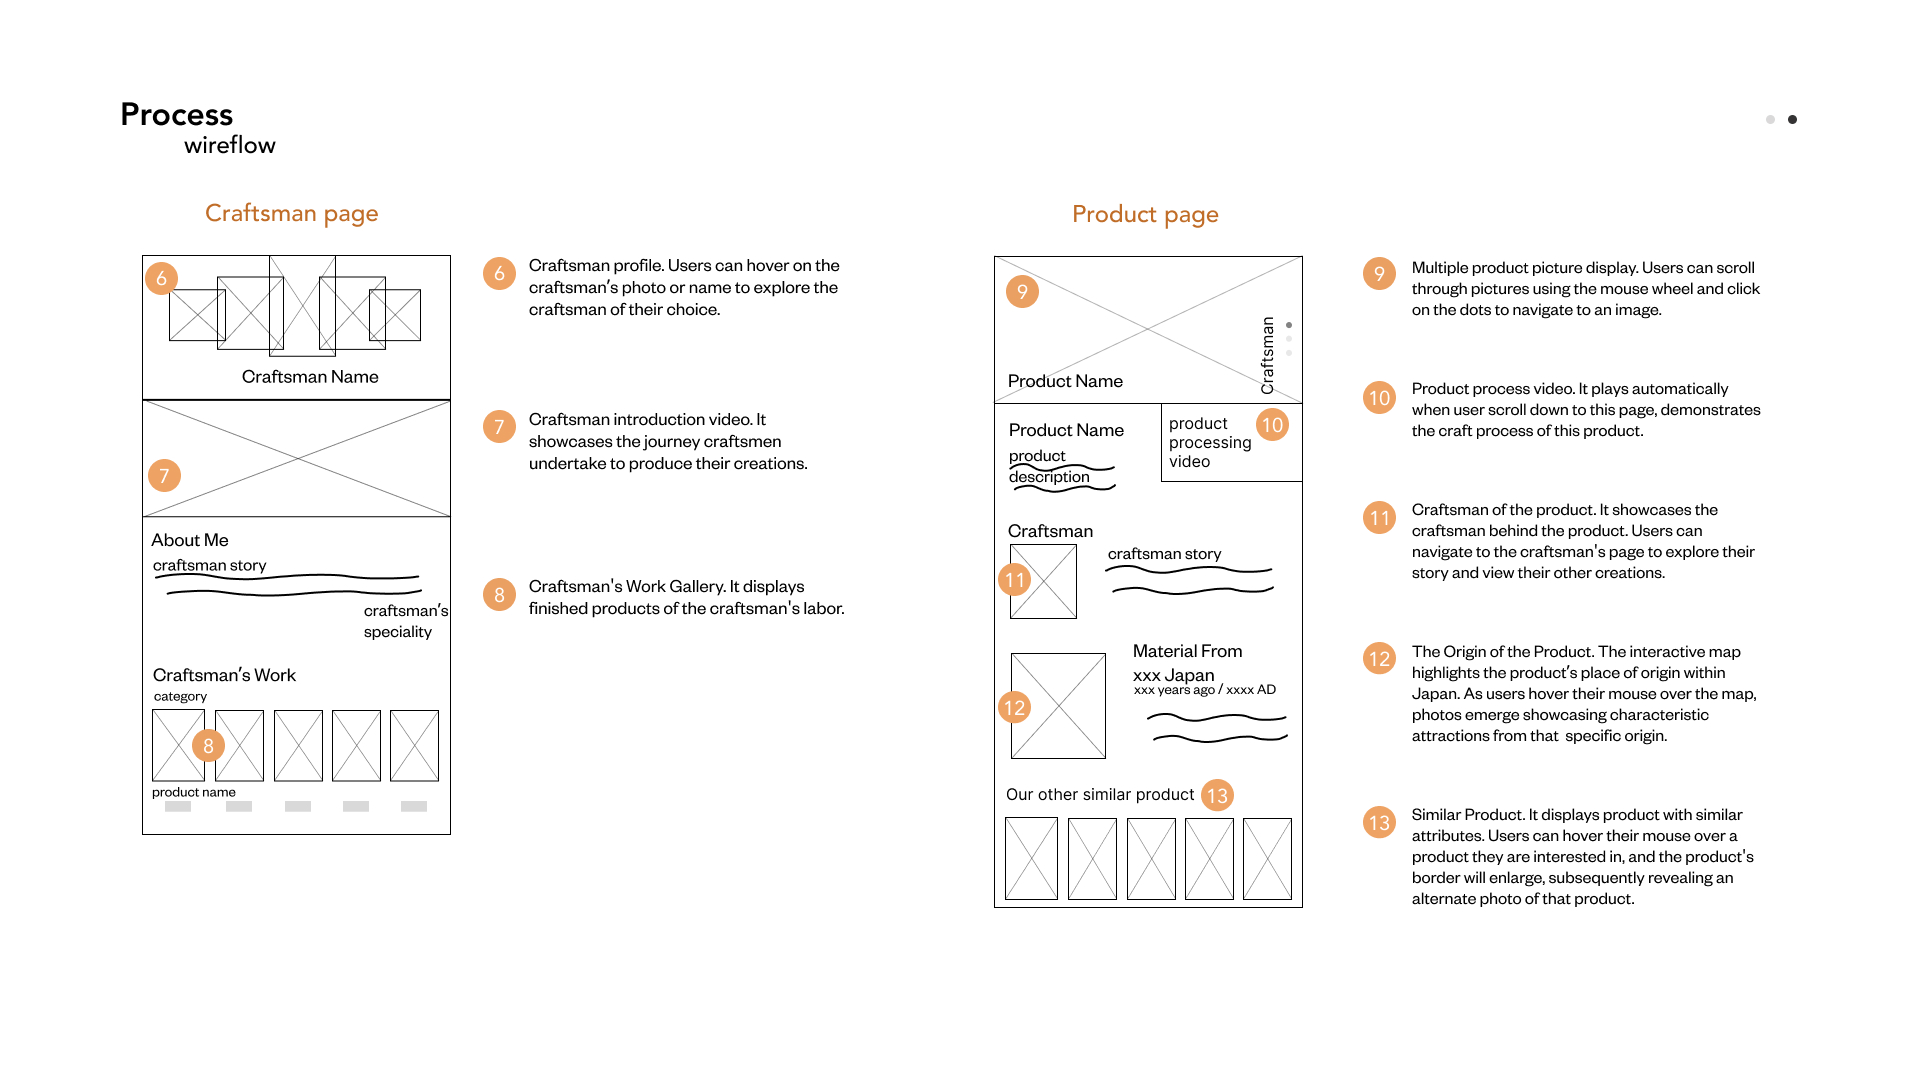 Process
wireflow
Craftsman page
6
Craftsman Name
7
About Me
craftsman story
craftsman's
speciality
Craftsman's Work
category
8
product name
6
Craftsman profile. Users can hover on the
craftsman's photo or name to explore the
craftsman of their choice.
7
Craftsman introduction video. It
showcases the journey craftsmen
undertake to produce their creations.
8
Craftsman's Work Gallery. It displays
finished products of the craftsman's labor.
Product page
9
Craftsman
Product Name
Product Name
product
description
product
processing
video
10
Craftsman
11
craftsman story
12
Material From
xxx Japan
xxx years ago / xxxx AD
Our other similar product
13
9
Multiple product picture display. Users can scroll
through pictures using the mouse wheel and click
on the dots to navigate to an image.
10
Product process video. It plays automatically
when user scroll down to this page, demonstrates
the craft process of this product.
11
Craftsman of the product. It showcases the
craftsman behind the product. Users can
navigate to the craftsman's page to explore their
story and view their other creations.
12
The Origin of the Product. The interactive map
highlights the product's place of origin within
Japan. As users hover their mouse over the map,
photos emerge showcasing characteristic
attractions from that  specific origin.
13
Similar Product. It displays product with similar
attributes. Users can hover their mouse over a
product they are interested in, and the product's
border will enlarge, subsequently revealing an
alternate photo of that product.